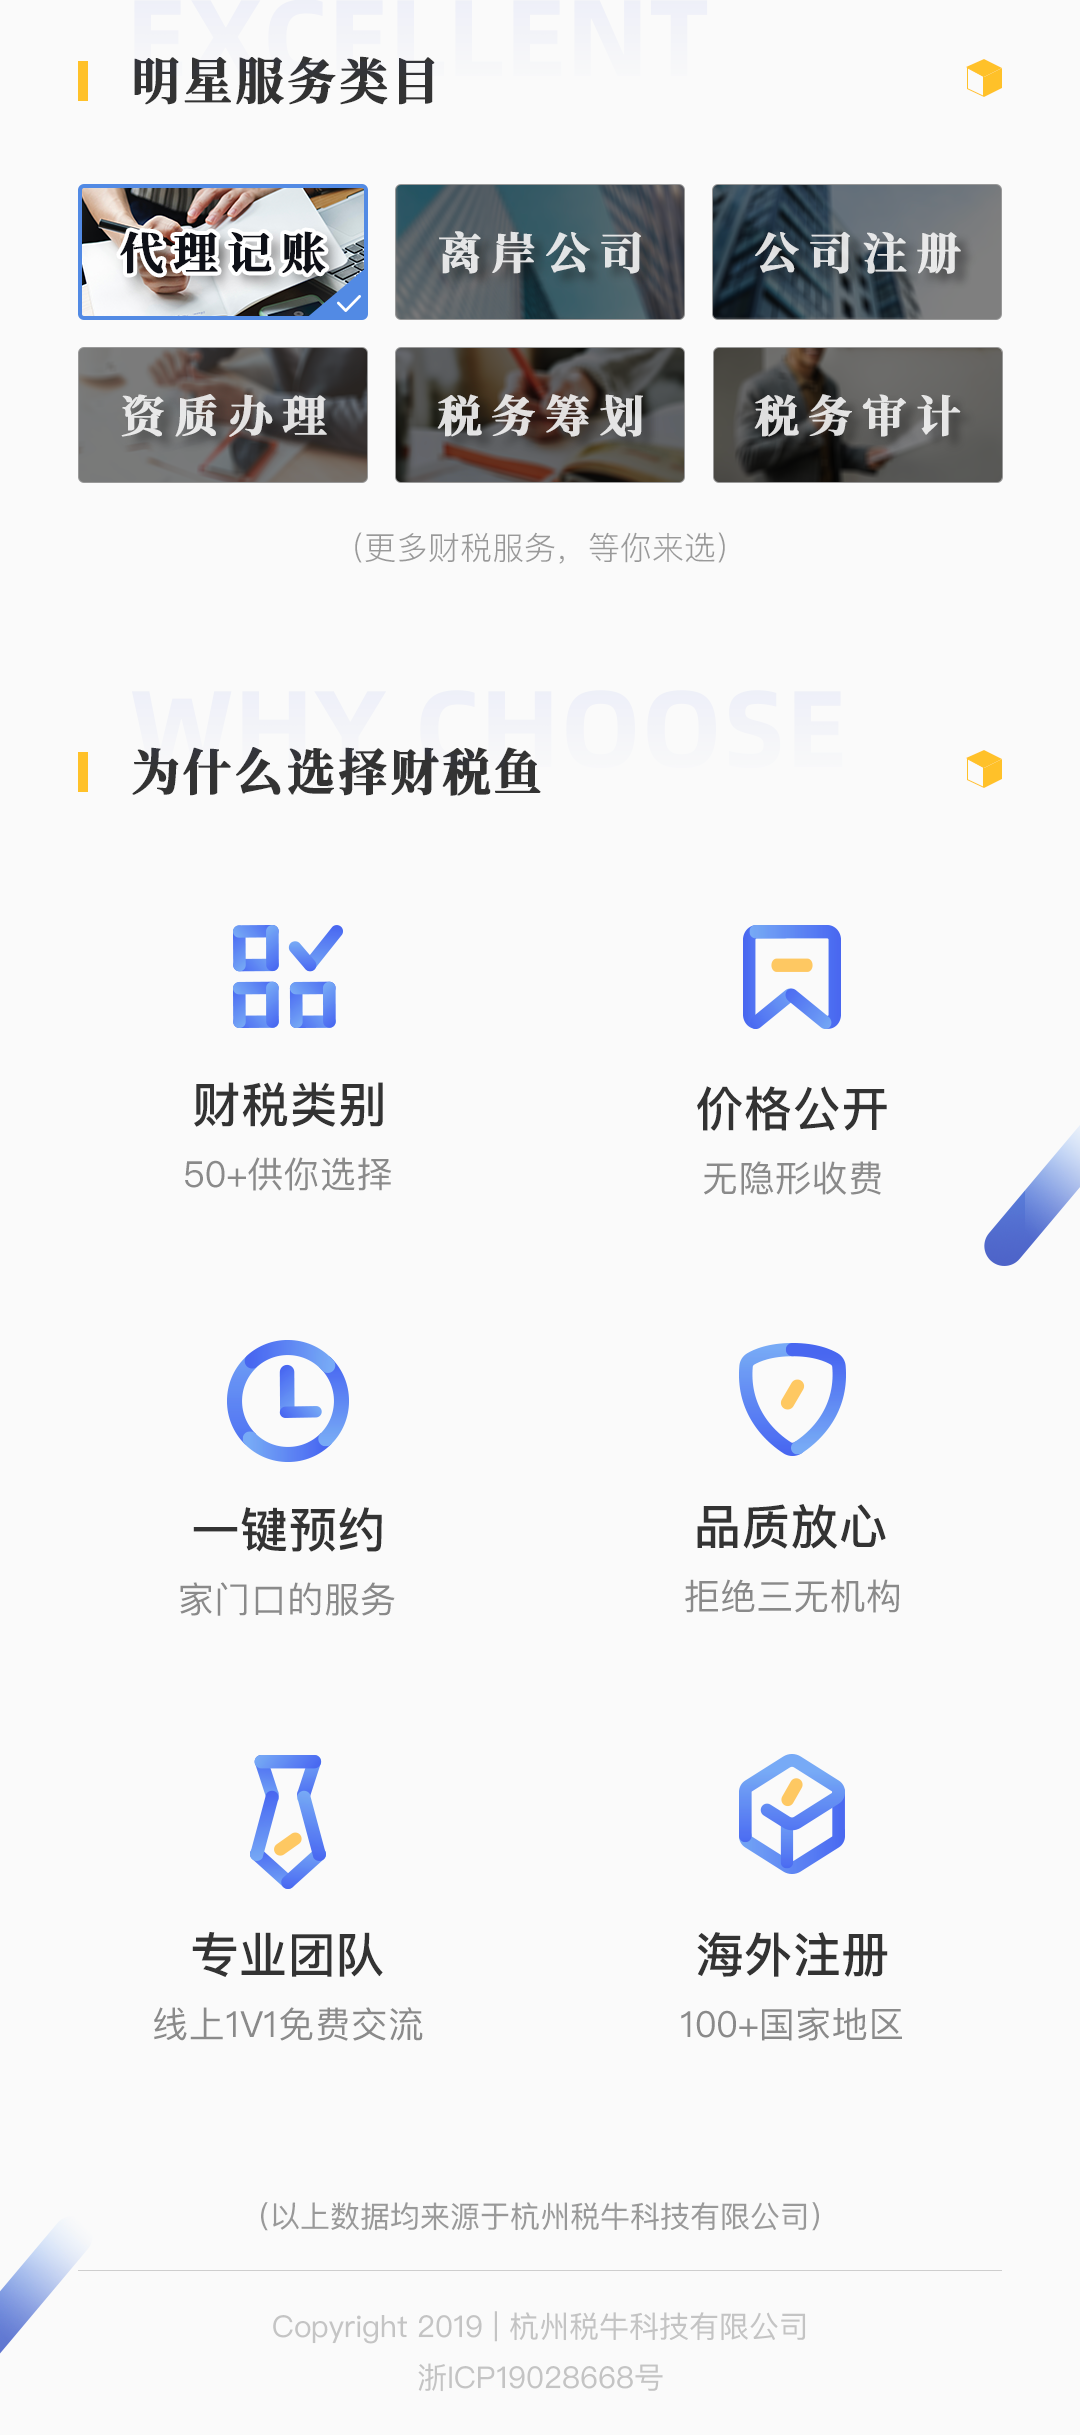 EXCELLENT
明星服务类目
代理记账
离岸公司
公司注册
资质办理
税务筹划
税务审计
（更多财税服务，等你来选）
WHY CHOOSE
为什么选择财税鱼
财税类别
50+供你选择
价格公开
无隐形收费
一键预约
家门口的服务
品质放心
拒绝三无机构
专业团队
线上1V1免费交流
海外注册
100+国家地区
（以上数据均来源于杭州税牛科技有限公司）
Copyright 2019 | 杭州税牛科技有限公司
浙ICP19028668号